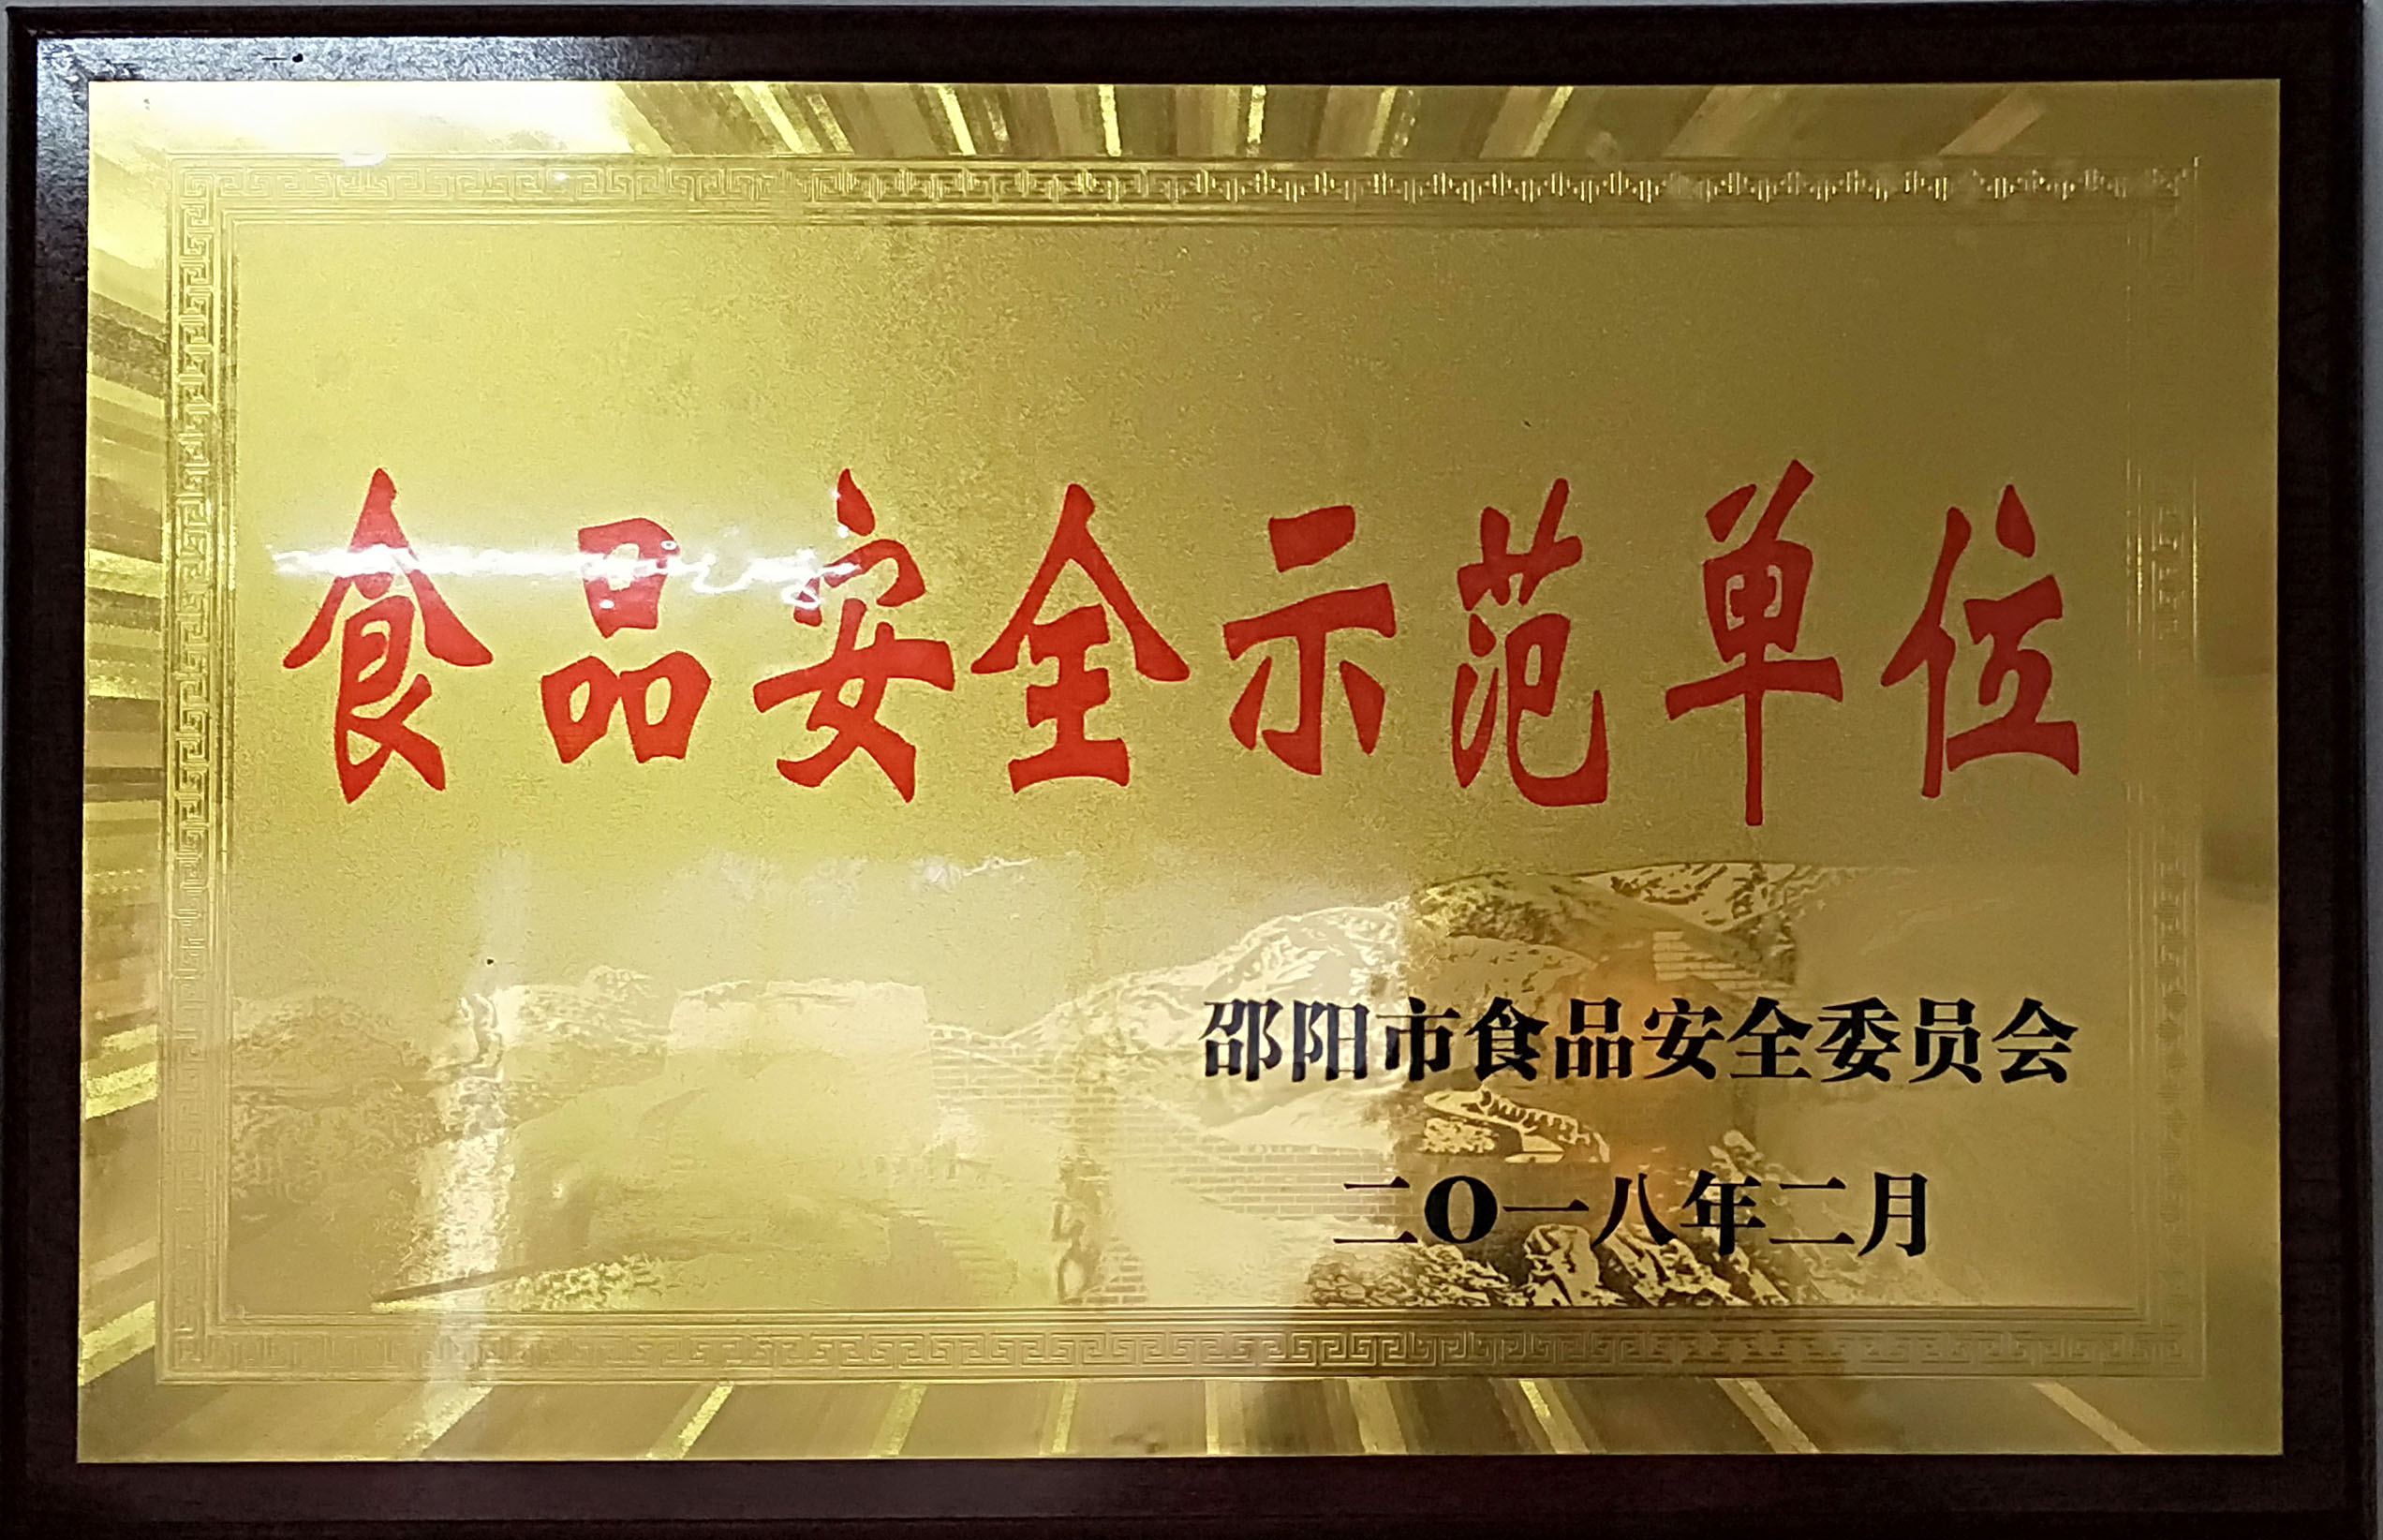 食品安全示范单位
邵阳市食品安全委员会
二O一八年二月